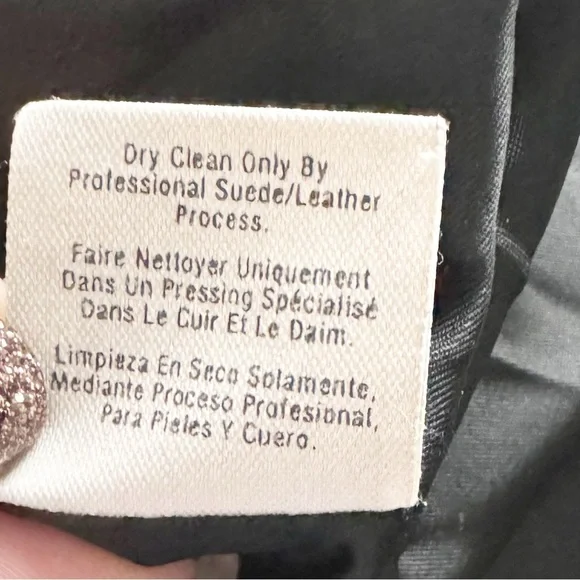 Dry Clean Only By
Professional Suede/Leather
Process.
Faire Nettoyer Uniquement
Dans Un Pressing Spécialisé
Dans Le Cuir Et Le Daim.
Limpieza En Seco Solamente,
Mediante Proceso Profesional,
Para Pieles Y Cuero.